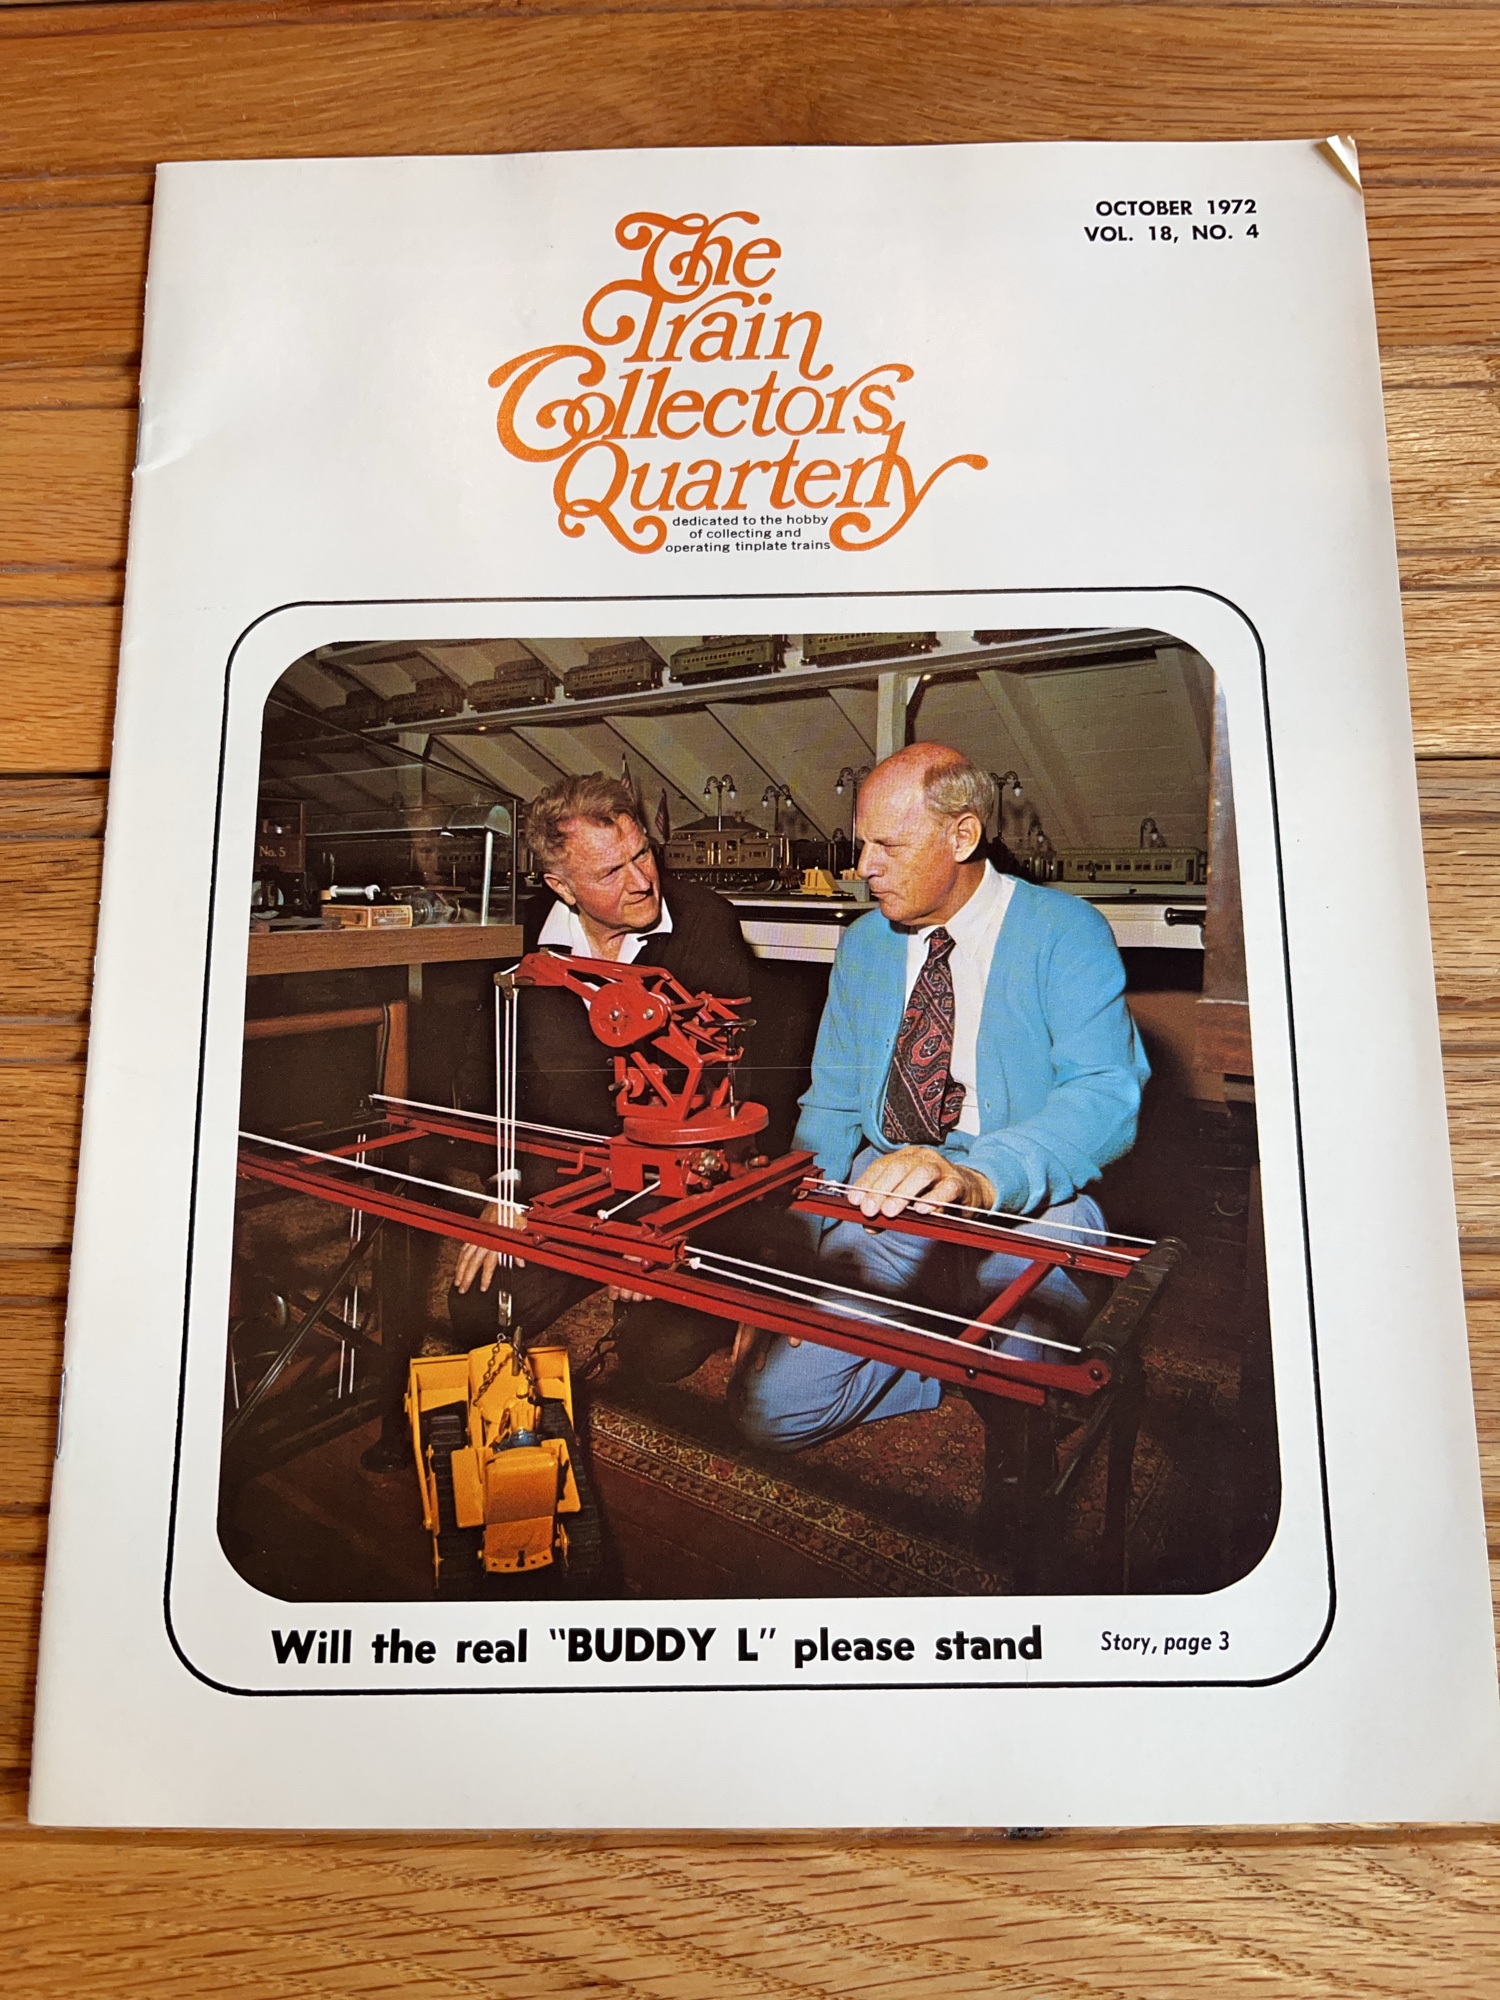 OCTOBER 1972
VOL. 18, NO. 4
The
Train
Collectors
Quarterly
dedicated to the hobby
of collecting and
operating tinplate trains
No. 5
Will the real "BUDDY L" please stand
Story, page 3